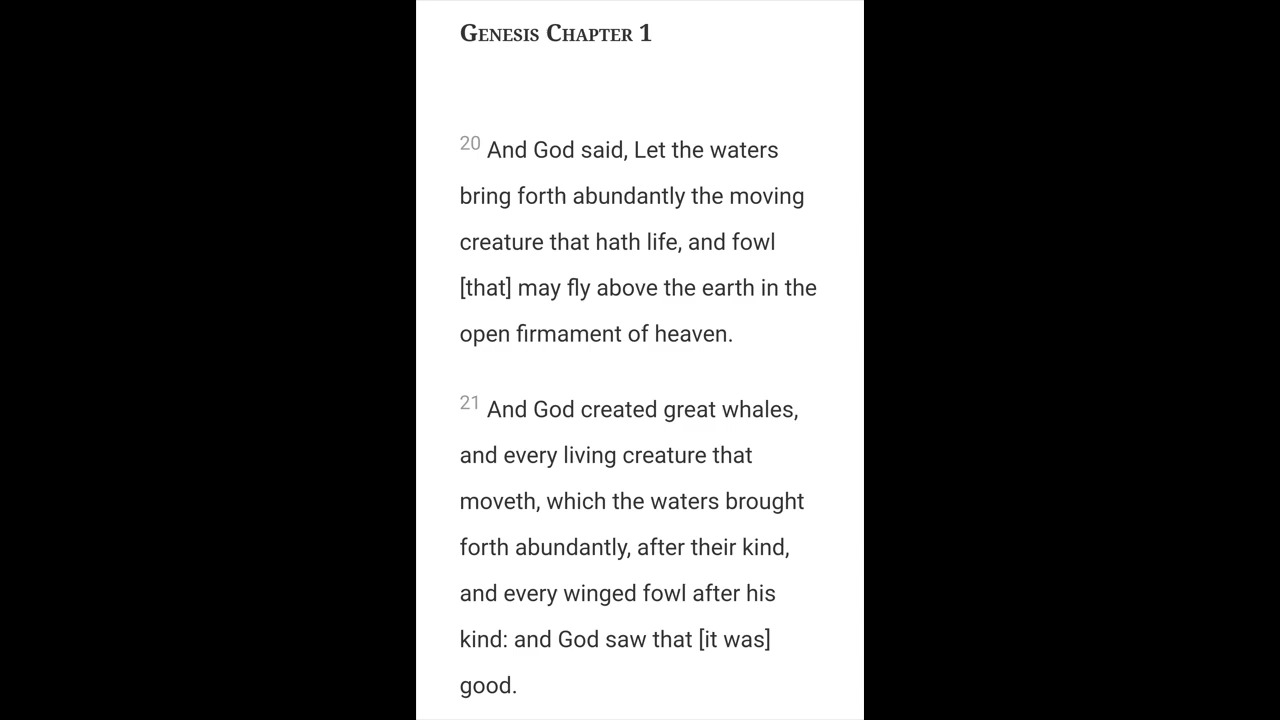 Genesis Chapter 1
20 And God said, Let the waters
bring forth abundantly the moving
creature that hath life, and fowl
[that] may fly above the earth in the
open firmament of heaven.
21 And God created great whales,
and every living creature that
moveth, which the waters brought
forth abundantly, after their kind,
and every winged fowl after his
kind: and God saw that [it was]
good.